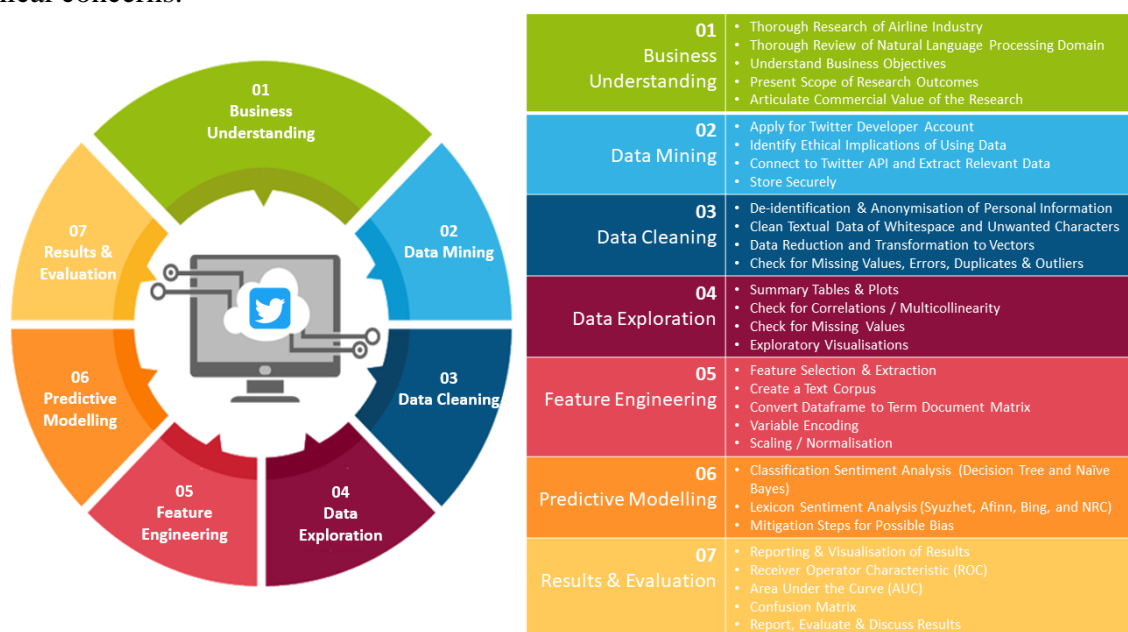 01
Business
Understanding
02
Data Mining
03
Data Cleaning
04
Data
Exploration
05
Feature
Engineering
06
Predictive
Modelling
07
Results &
Evaluation
01
Business
Understanding
• Thorough Research of Airline Industry
• Thorough Review of Natural Language Processing Domain
• Understand Business Objectives
• Present Scope of Research Outcomes
• Articulate Commercial Value of the Research
02
Data Mining
• Apply for Twitter Developer Account
• Identify Ethical Implications of Using Data
• Connect to Twitter API and Extract Relevant Data
• Store Securely
03
Data Cleaning
• De-identification & Anonymisation of Personal Information
• Clean Textual Data of Whitespace and Unwanted Characters
• Data Reduction and Transformation to Vectors
• Check for Missing Values, Errors, Duplicates & Outliers
04
Data Exploration
• Summary Tables & Plots
• Check for Correlations / Multicollinearity
• Check for Missing Values
• Exploratory Visualisations
05
Feature Engineering
• Feature Selection & Extraction
• Create a Text Corpus
• Convert Dataframe to Term Document Matrix
• Variable Encoding
• Scaling / Normalisation
06
Predictive Modelling
• Classification Sentiment Analysis (Decision Tree and Naïve
Bayes)
• Lexicon Sentiment Analysis (Syuzhet, Afinn, Bing, and NRC)
• Mitigation Steps for Possible Bias
07
Results & Evaluation
• Reporting & Visualisation of Results
• Receiver Operator Characteristic (ROC)
• Area Under the Curve (AUC)
• Confusion Matrix
• Report, Evaluate & Discuss Results